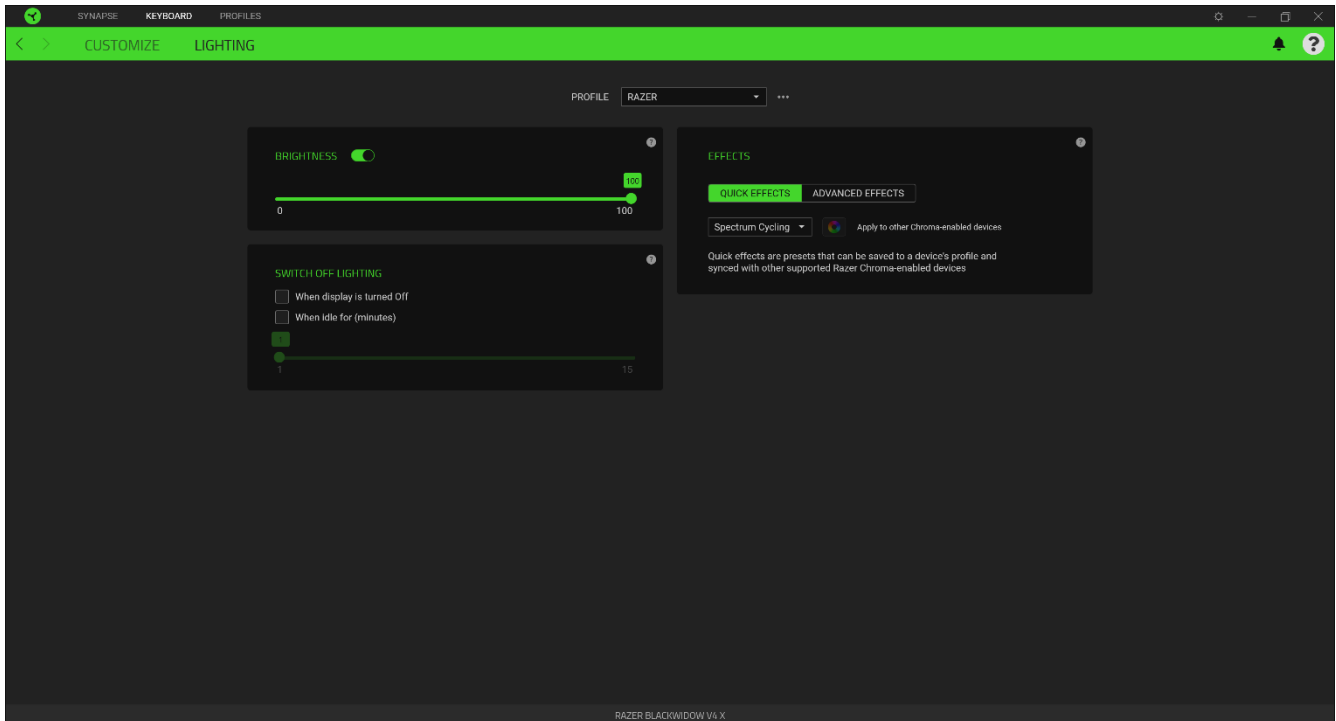 SYNAPSE KEYBOARD PROFILES
CUSTOMIZE LIGHTING
?
PROFILE RAZER
BRIGHTNESS
?
100
0 100
SWITCH OFF LIGHTING
?
When display is turned Off
When idle for (minutes)
1
1 15
EFFECTS
?
QUICK EFFECTS ADVANCED EFFECTS
Spectrum Cycling Apply to other Chroma-enabled devices
Quick effects are presets that can be saved to a device's profile and
synced with other supported Razer Chroma-enabled devices
RAZER BLACKWIDOW V4 X